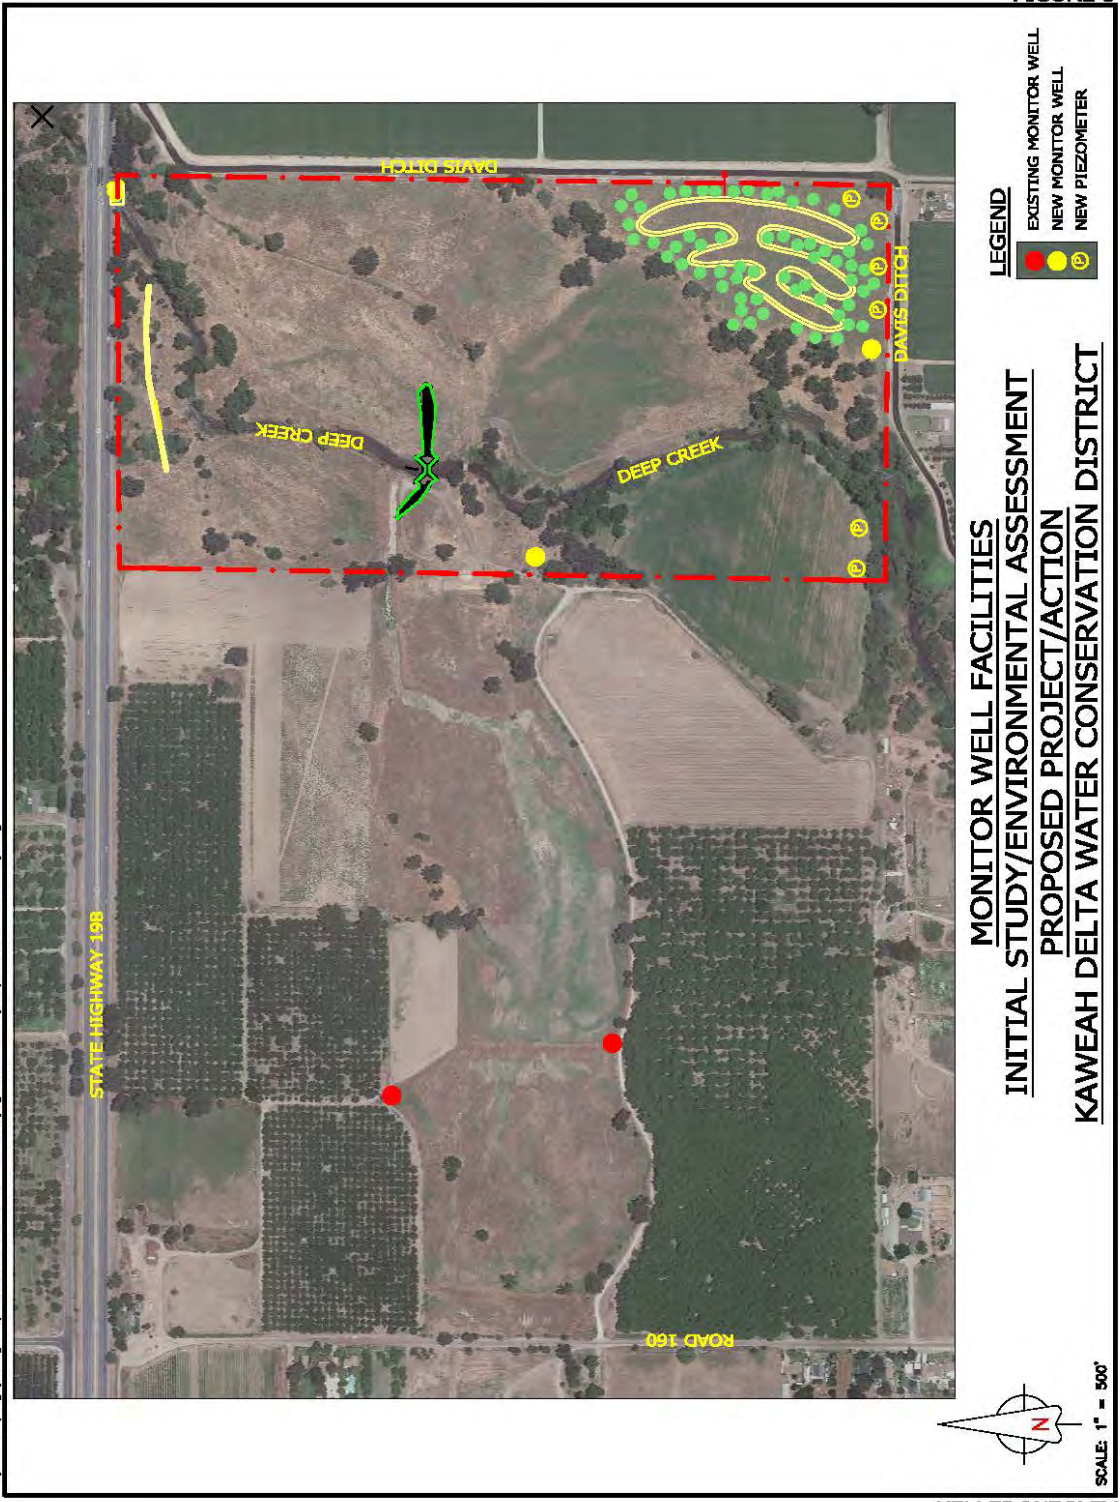 STATE HIGHWAY 198
DAVIS DITCH
DEEP CREEK
DEEP CREEK
DAVIS DITCH
ROAD 160
P
P
P
P
P
P
LEGEND
EXISTING MONITOR WELL
NEW MONITOR WELL
P NEW PIEZOMETER
MONITOR WELL FACILITIES
INITIAL STUDY/ENVIRONMENTAL ASSESSMENT
PROPOSED PROJECT/ACTION
KAWEAH DELTA WATER CONSERVATION DISTRICT
N
SCALE: 1" = 500'